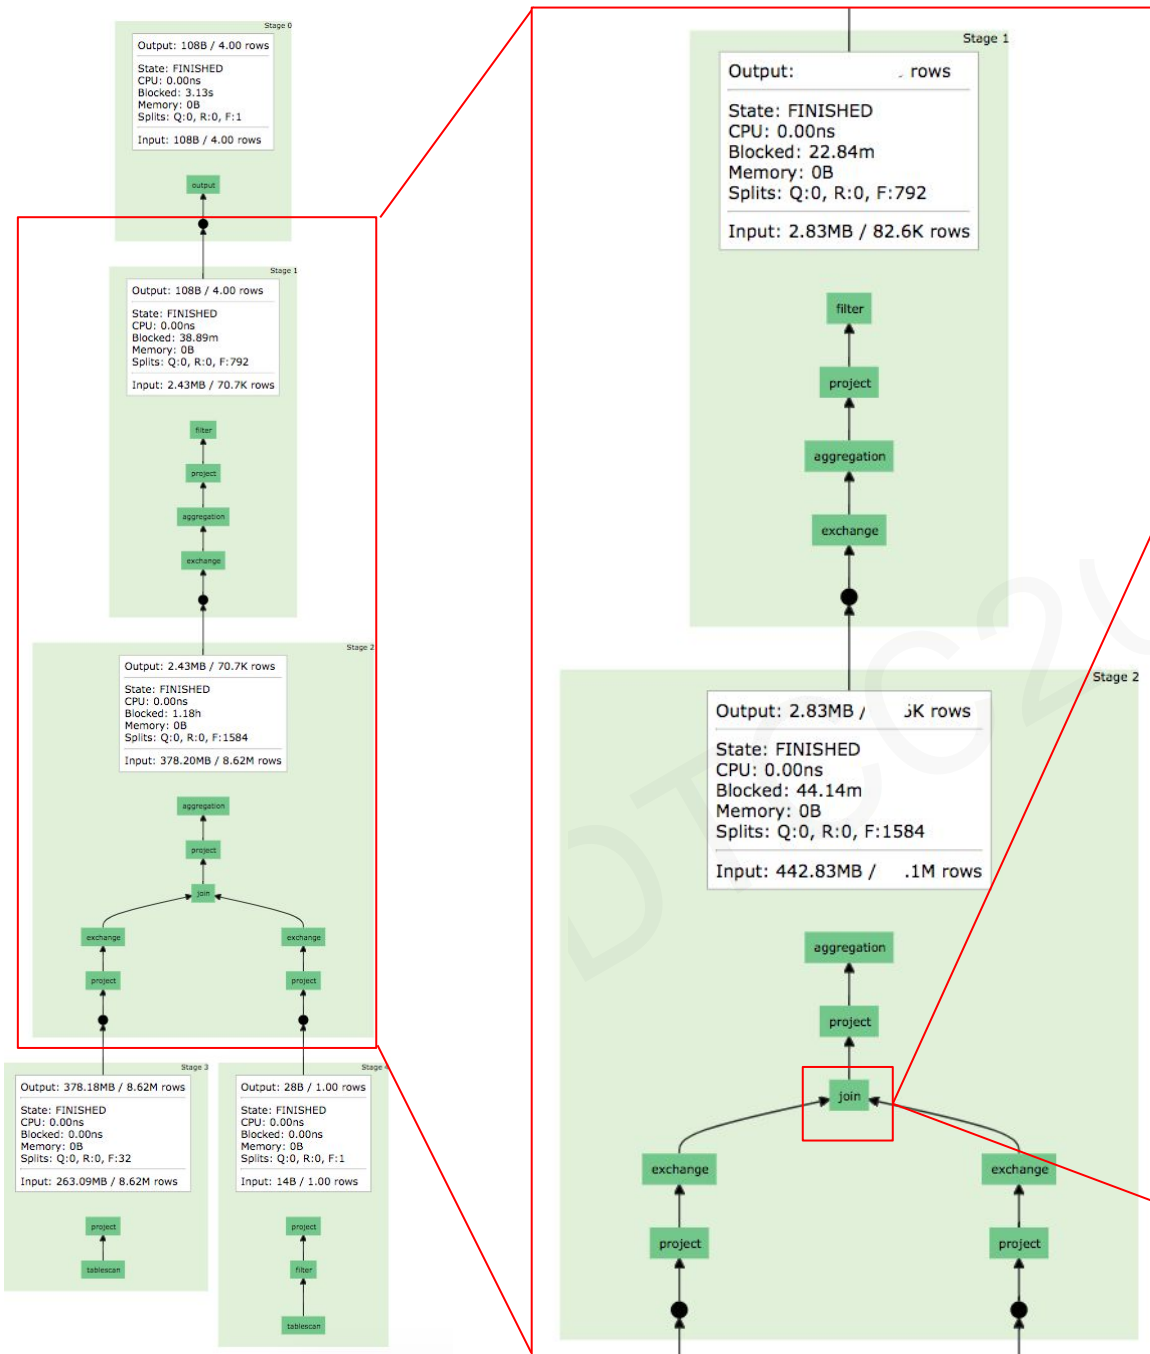 Stage 0
Output: 108B / 4.00 rows
State: FINISHED
CPU: 0.00ns
Blocked: 3.13s
Memory: 0B
Splits: Q:0, R:0, F:1
Input: 108B / 4.00 rows
output
Stage 1
Output: 108B / 4.00 rows
State: FINISHED
CPU: 0.00ns
Blocked: 38.89m
Memory: 0B
Splits: Q:0, R:0, F:792
Input: 2.43MB / 70.7K rows
filter
project
aggregation
exchange
Stage 2
Output: 2.43MB / 70.7K rows
State: FINISHED
CPU: 0.00ns
Blocked: 1.18h
Memory: 0B
Splits: Q:0, R:0, F:1584
Input: 378.20MB / 8.62M rows
aggregation
project
join
exchange exchange
project project
Stage 3
Output: 378.18MB / 8.62M rows
State: FINISHED
CPU: 0.00ns
Blocked: 0.00ns
Memory: 0B
Splits: Q:0, R:0, F:32
Input: 263.09MB / 8.62M rows
project
tablescan
Stage
Output: 28B / 1.00 rows
State: FINISHED
CPU: 0.00ns
Blocked: 0.00ns
Memory: 0B
Splits: Q:0, R:0, F:1
Input: 14B / 1.00 rows
project
filter
tablescan
Stage 1
Output: rows
State: FINISHED
CPU: 0.00ns
Blocked: 22.84m
Memory: 0B
Splits: Q:0, R:0, F:792
Input: 2.83MB / 82.6K rows
filter
project
aggregation
exchange
Stage 2
Output: 2.83MB / K rows
State: FINISHED
CPU: 0.00ns
Blocked: 44.14m
Memory: 0B
Splits: Q:0, R:0, F:1584
Input: 442.83MB / .1M rows
aggregation
project
join
exchange exchange
project project
DTCC2